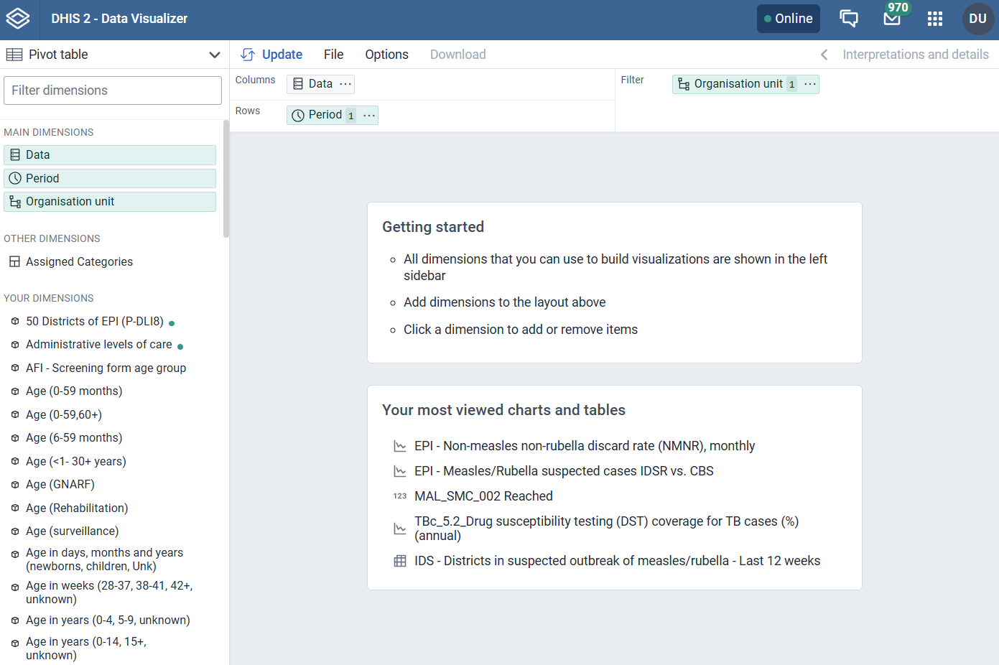 DHIS 2 - Data Visualizer
Online
970
DU
Pivot table
Update
File
Options
Download
Interpretations and details
Filter dimensions
Columns
Data
Filter
Organisation unit 1
Rows
Period 1
MAIN DIMENSIONS
Data
Period
Organisation unit
OTHER DIMENSIONS
Assigned Categories
YOUR DIMENSIONS
50 Districts of EPI (P-DLI8)
Administrative levels of care
AFI - Screening form age group
Age (0-59 months)
Age (0-59,60+)
Age (6-59 months)
Age (<1- 30+ years)
Age (GNARF)
Age (Rehabilitation)
Age (surveillance)
Age in days, months and years
(newborns, children, Unk)
Age in weeks (28-37, 38-41, 42+,
unknown)
Age in years (0-4, 5-9, unknown)
Age in years (0-14, 15+,
unknown)
Getting started
All dimensions that you can use to build visualizations are shown in the left
sidebar
Add dimensions to the layout above
Click a dimension to add or remove items
Your most viewed charts and tables
EPI - Non-measles non-rubella discard rate (NMNR), monthly
EPI - Measles/Rubella suspected cases IDSR vs. CBS
123 MAL_SMC_002 Reached
TBc_5.2_Drug susceptibility testing (DST) coverage for TB cases (%)
(annual)
IDS - Districts in suspected outbreak of measles/rubella - Last 12 weeks